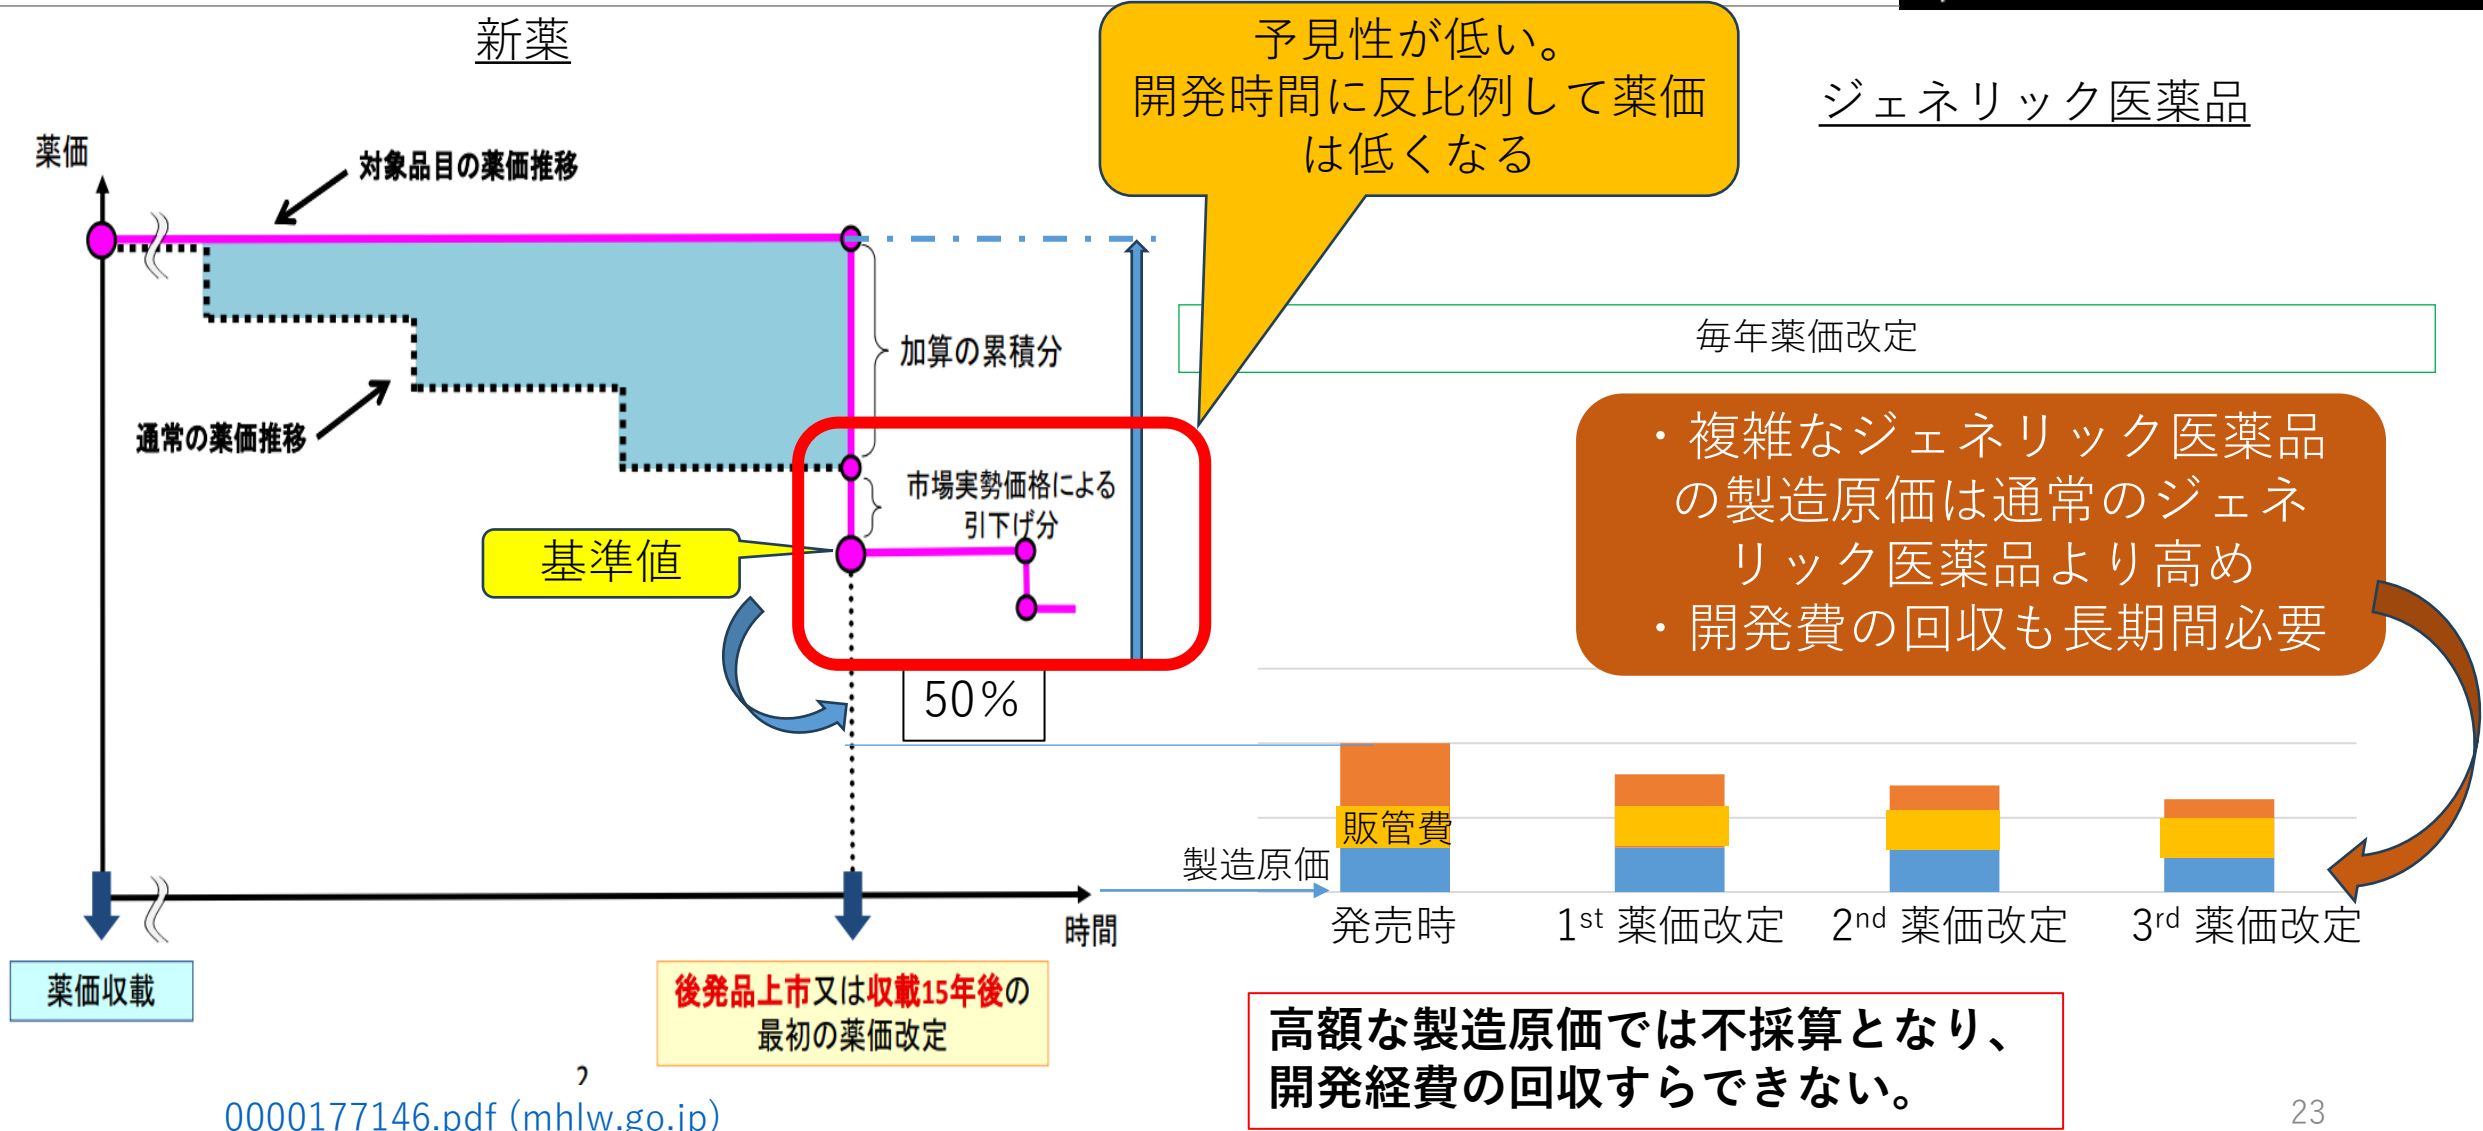 新薬
予見性が低い。
開発時間に反比例して薬価
は低くなる
ジェネリック医薬品
薬価
対象品目の薬価推移
毎年薬価改定
加算の累積分
通常の薬価推移
・複雑なジェネリック医薬品
の製造原価は通常のジェネ
リック医薬品より高め
・開発費の回収も長期間必要
市場実勢価格による
引下げ分
基準値
50%
販管費
製造原価
時間
発売時
1st 薬価改定
2nd 薬価改定
3rd 薬価改定
薬価収載
後発品上市又は収載15年後の
最初の薬価改定
高額な製造原価では不採算となり、
開発経費の回収すらできない。
2
0000177146.pdf (mhlw.go.jp)
23